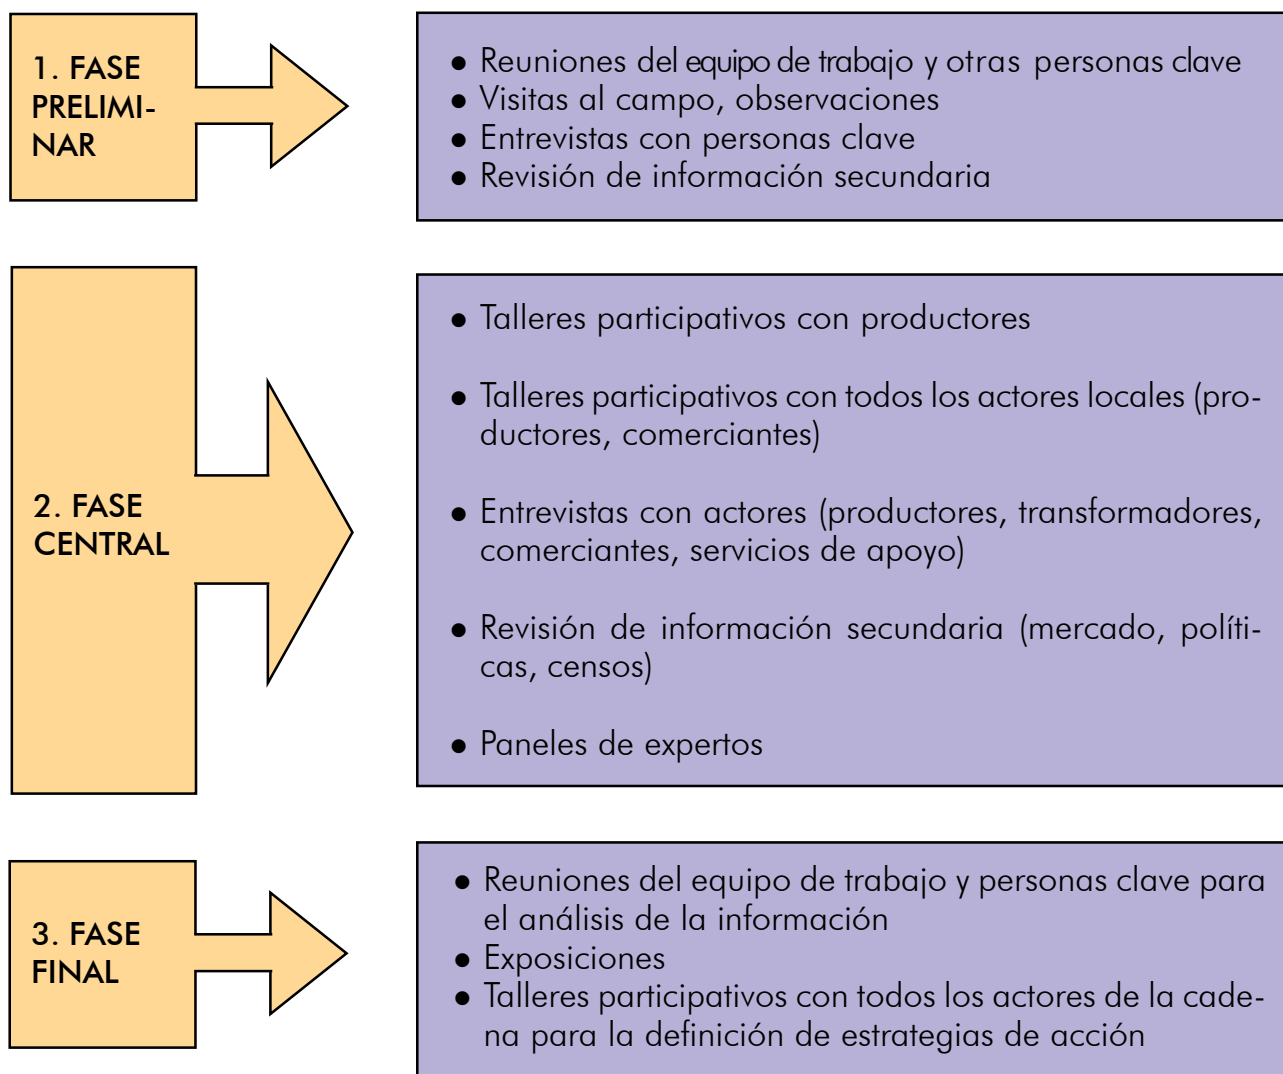 1. FASE
PRELIMI-
NAR
● Reuniones del equipo de trabajo y otras personas clave
● Visitas al campo, observaciones
● Entrevistas con personas clave
● Revisión de información secundaria
2. FASE
CENTRAL
● Talleres participativos con productores
● Talleres participativos con todos los actores locales (pro-
ductores, comerciantes)
● Entrevistas con actores (productores, transformadores,
comerciantes, servicios de apoyo)
● Revisión de información secundaria (mercado, políti-
cas, censos)
● Paneles de expertos
3. FASE
FINAL
● Reuniones del equipo de trabajo y personas clave para
el análisis de la información
● Exposiciones
● Talleres participativos con todos los actores de la cade-
na para la definición de estrategias de acción